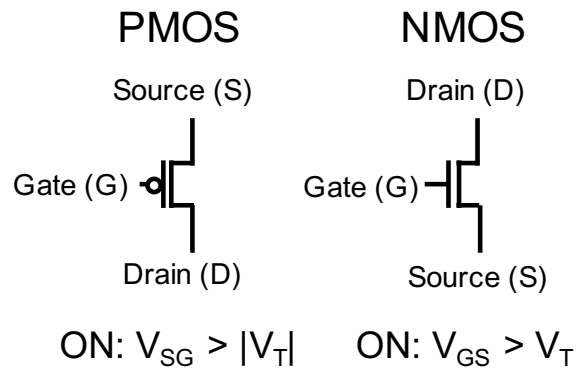 PMOS NMOS
Source (S) Drain (D)
Gate (G) Gate (G)
Drain (D) Source (S)
ON: V_SG > |V_T| ON: V_GS > V_T